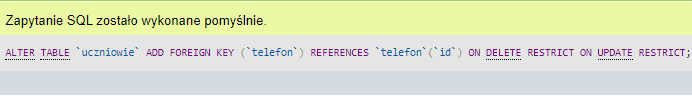 Zapytanie SQL zostało wykonane pomyślnie.
ALTER TABLE `uczniowie` ADD FOREIGN KEY (`telefon`) REFERENCES `telefon`(`id`) ON DELETE RESTRICT ON UPDATE RESTRICT;